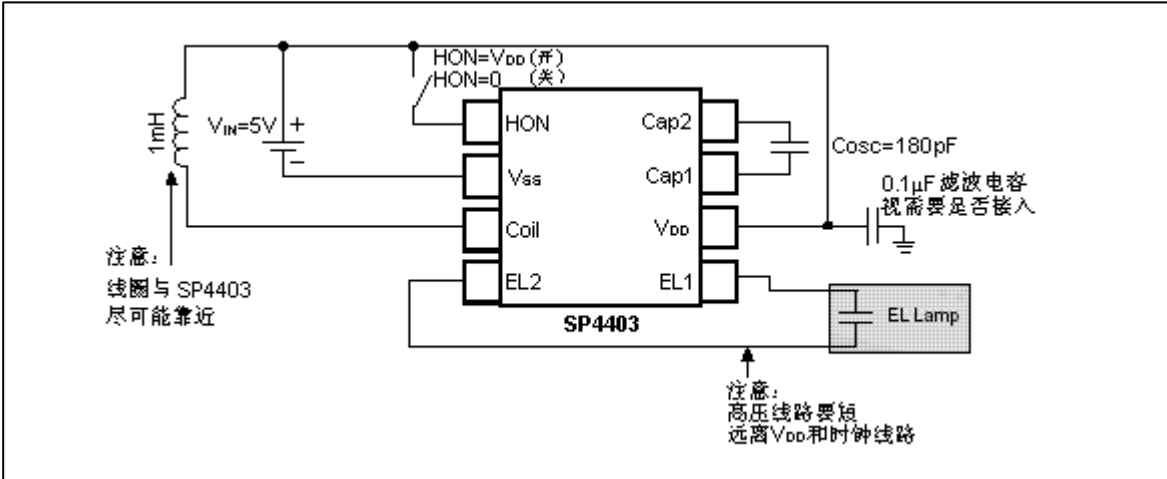 HON=VDD (开)
HON=0 (关)
1mH
VIN=5V
+
−
HON
Vss
Coil
EL2
Cap2
Cap1
VDD
EL1
SP4403
Cosc=180pF
0.1μF 滤波电容
视需要是否接入
EL Lamp
注意：
线圈与 SP4403
尽可能靠近
注意：
高压线路要短
远离VDD和时钟线路